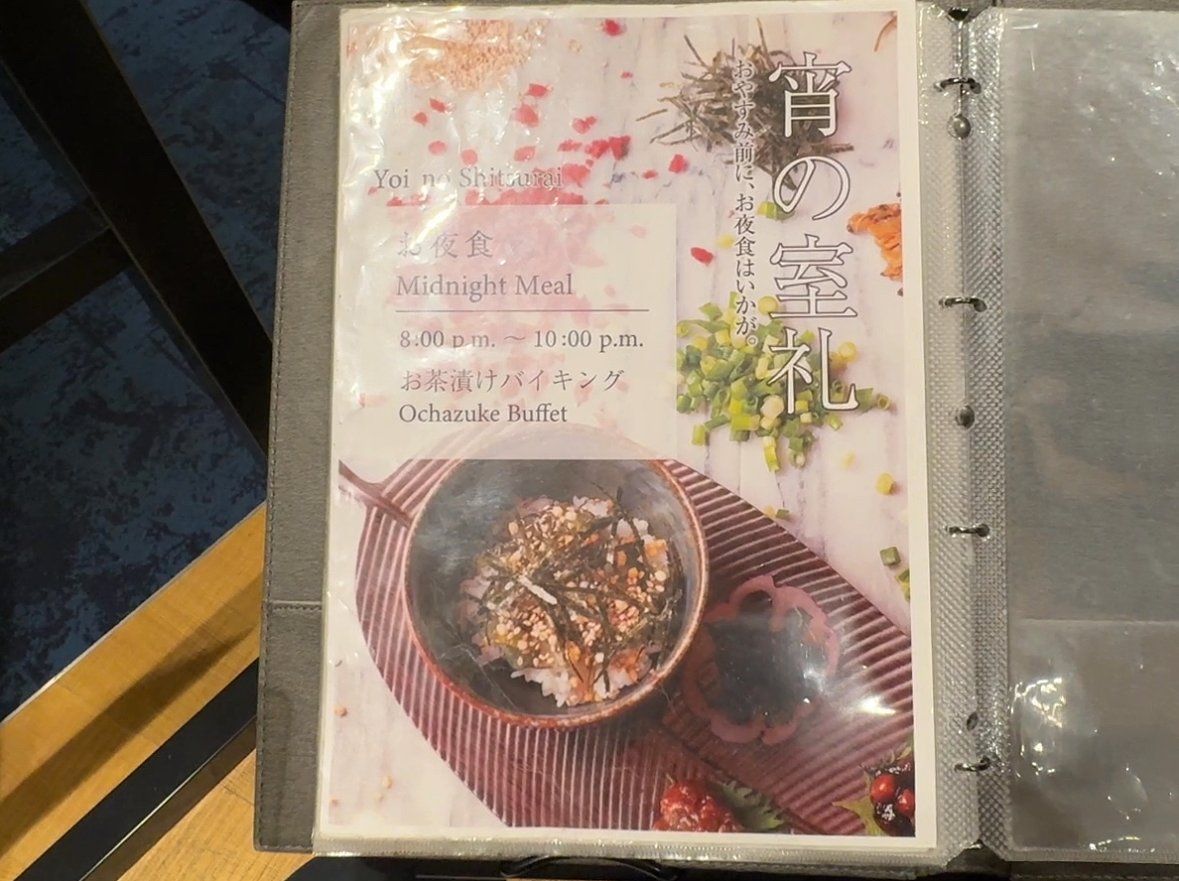 宵の室礼
おやすみ前に、お夜食はいかが。
Yoi no Shitsurai
お夜食
Midnight Meal
8:00 p.m. ～ 10:00 p.m.
お茶漬けバイキング
Ochazuke Buffet